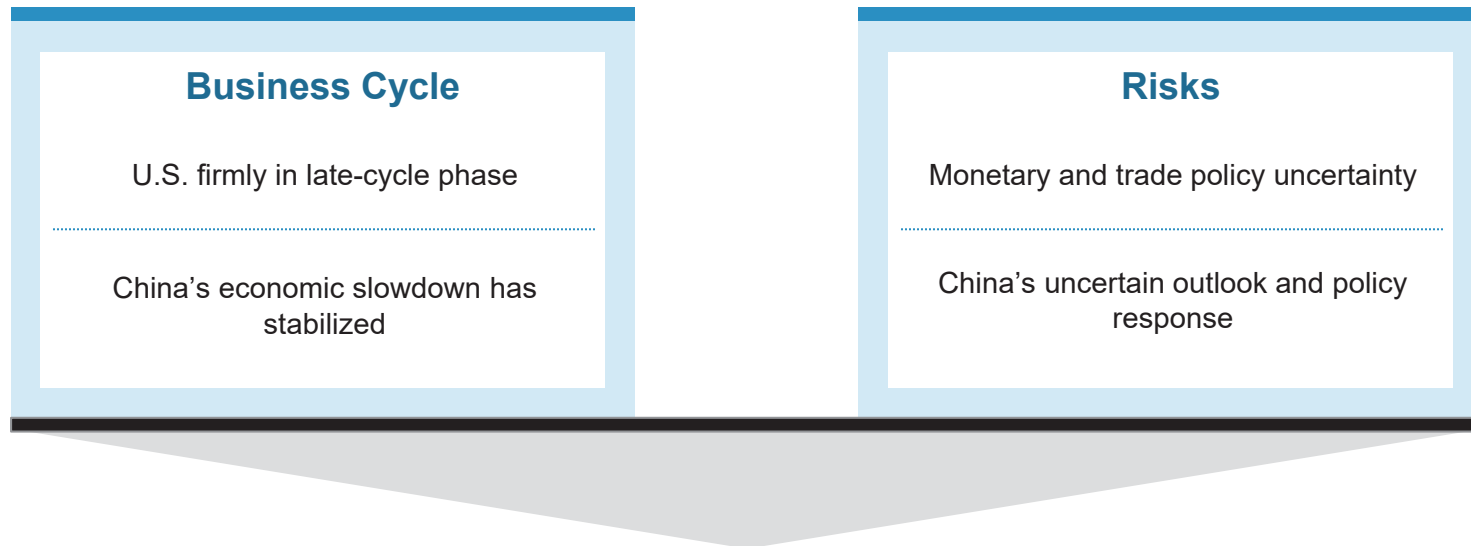 Business Cycle
U.S. firmly in late-cycle phase
China’s economic slowdown has
stabilized
Risks
Monetary and trade policy uncertainty
China’s uncertain outlook and policy
response